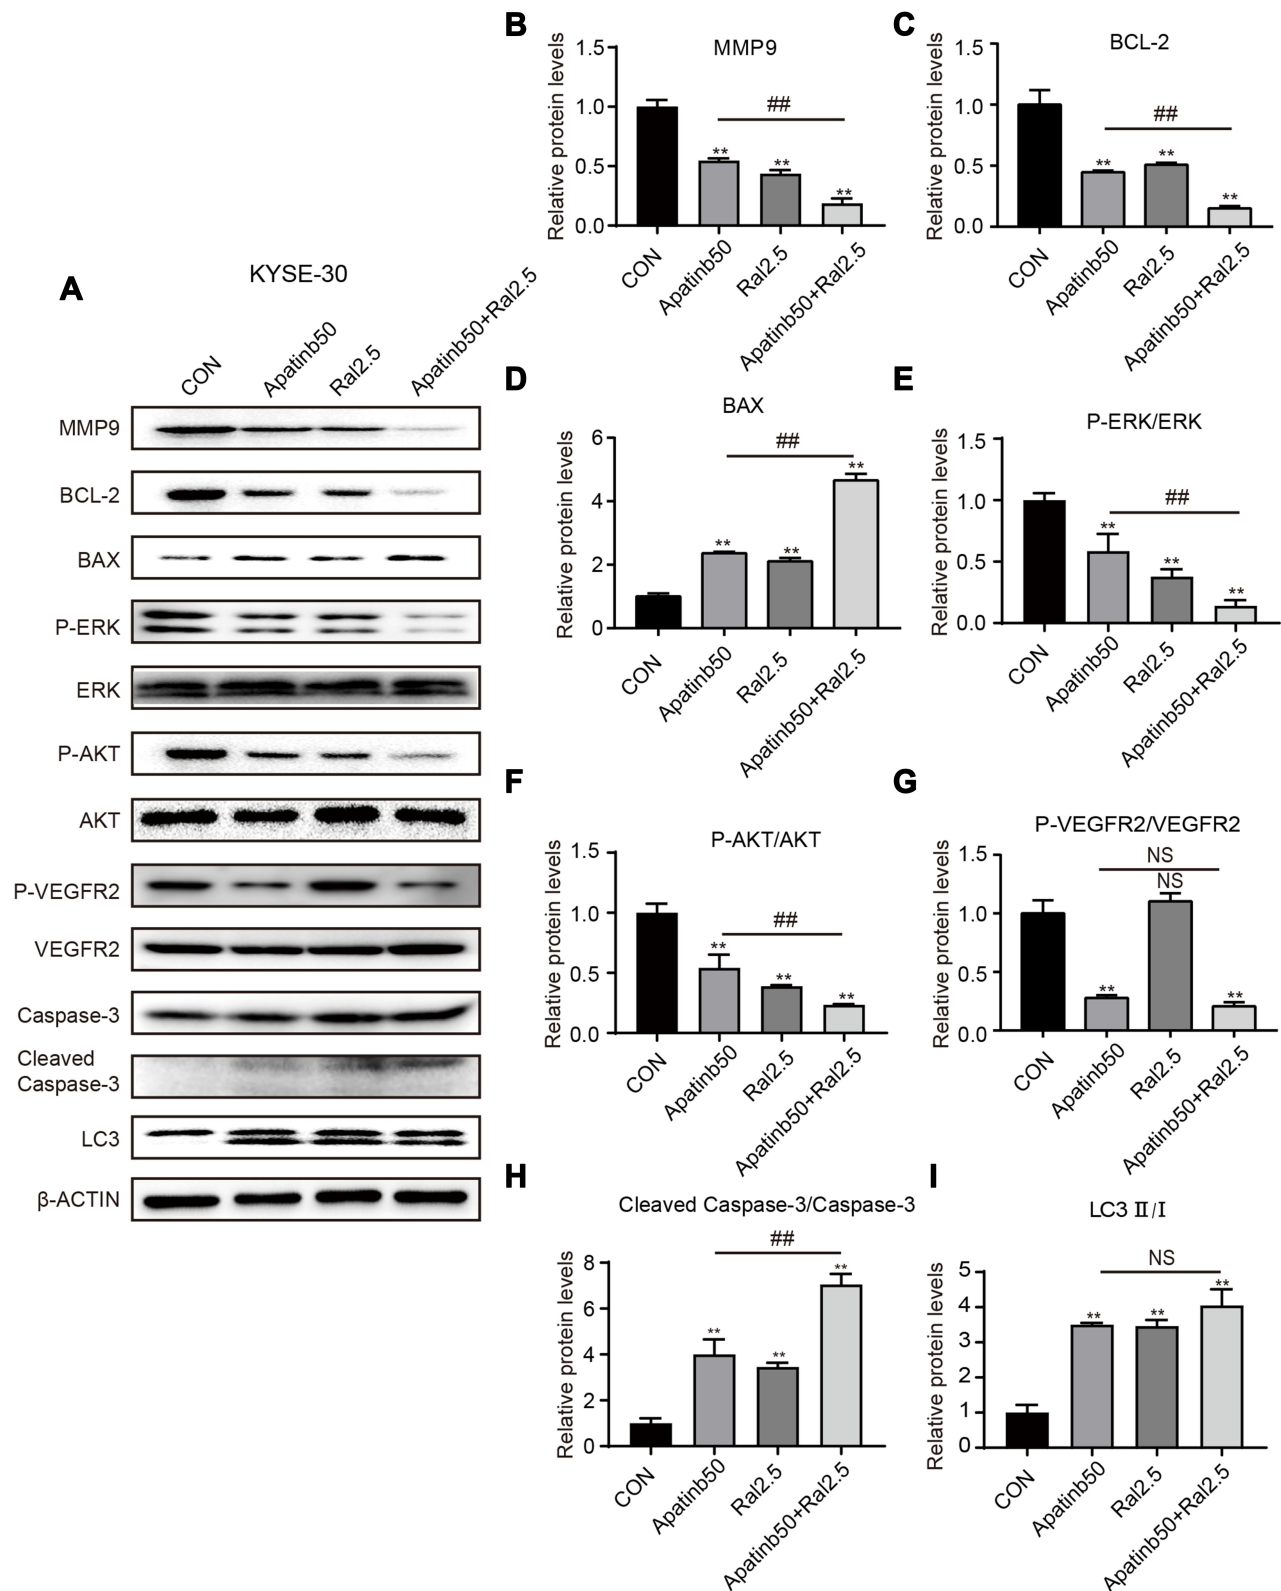 A
KYSE-30
CON
Apatinb50
Ral2.5
Apatinb50+Ral2.5
MMP9
BCL-2
BAX
P-ERK
ERK
P-AKT
AKT
P-VEGFR2
VEGFR2
Caspase-3
Cleaved
Caspase-3
LC3
β-ACTIN
B
MMP9
Relative protein levels
1.5
1.0
0.5
0.0
##
**
**
**
CON
Apatinb50
Ral2.5
Apatinb50+Ral2.5
C
BCL-2
Relative protein levels
1.5
1.0
0.5
0.0
##
**
**
**
CON
Apatinb50
Ral2.5
Apatinb50+Ral2.5
D
BAX
Relative protein levels
6
4
2
0
##
**
**
**
CON
Apatinb50
Ral2.5
Apatinb50+Ral2.5
E
P-ERK/ERK
Relative protein levels
1.5
1.0
0.5
0.0
##
**
**
**
CON
Apatinb50
Ral2.5
Apatinb50+Ral2.5
F
P-AKT/AKT
Relative protein levels
1.5
1.0
0.5
0.0
##
**
**
**
CON
Apatinb50
Ral2.5
Apatinb50+Ral2.5
G
P-VEGFR2/VEGFR2
Relative protein levels
1.5
1.0
0.5
0.0
NS
NS
**
**
CON
Apatinb50
Ral2.5
Apatinb50+Ral2.5
H
Cleaved Caspase-3/Caspase-3
Relative protein levels
8
6
4
2
0
##
**
**
**
CON
Apatinb50
Ral2.5
Apatinb50+Ral2.5
I
LC3 Ⅱ/Ⅰ
Relative protein levels
5
4
3
2
1
0
NS
**
**
**
CON
Apatinb50
Ral2.5
Apatinb50+Ral2.5